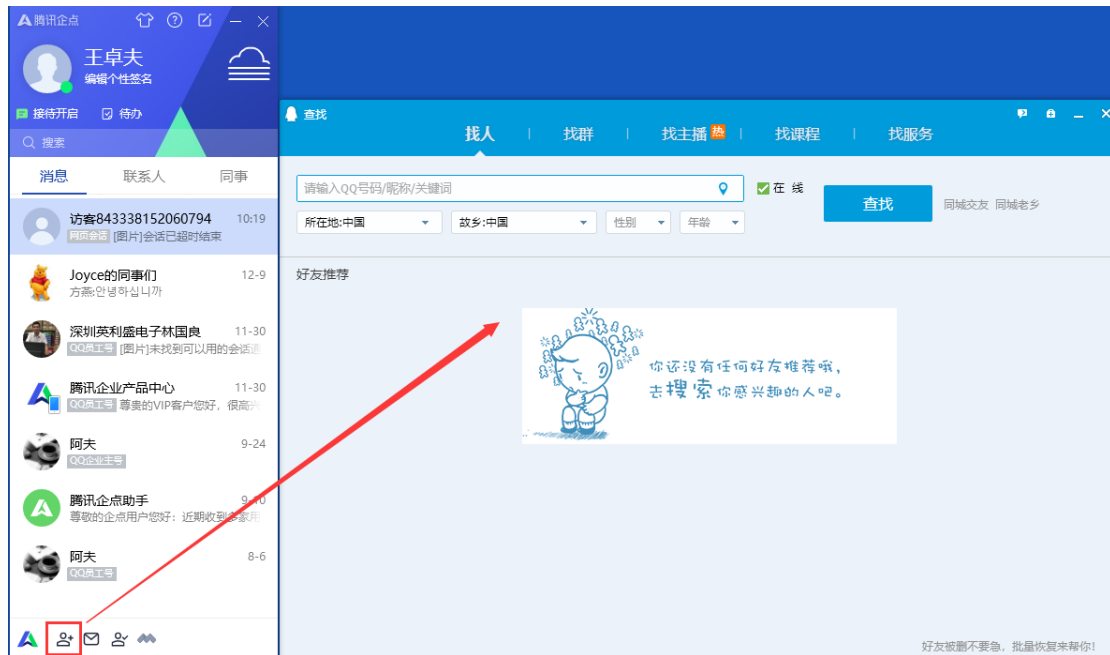 腾讯企点
王卓夫
编辑个性签名
接待开启 待办
搜索
消息 联系人 同事
访客843338152060794 10:19
网页会话 [图片]会话已超时结束
Joyce的同事们 12-9
方燕:안녕하십니까
深圳英利盛电子林国良 11-30
QQ员工号 [图片]未找到可以用的会话
腾讯企业产品中心 11-30
QQ员工号 尊贵的VIP客户您好，很高兴
阿夫 9-24
QQ企业主号
腾讯企点助手
尊敬的企点用户您好：近期收到多家用
阿夫 8-6
QQ员工号
查找
找人 找群 找主播 热 找课程 找服务
请输入QQ号码/昵称/关键词
在 线
查找
同城交友 同城老乡
所在地:中国 故乡:中国 性别 年龄
好友推荐
你还没有任何好友推荐哦，
去搜索你感兴趣的人吧。
好友被删不要急，批量恢复来帮你!